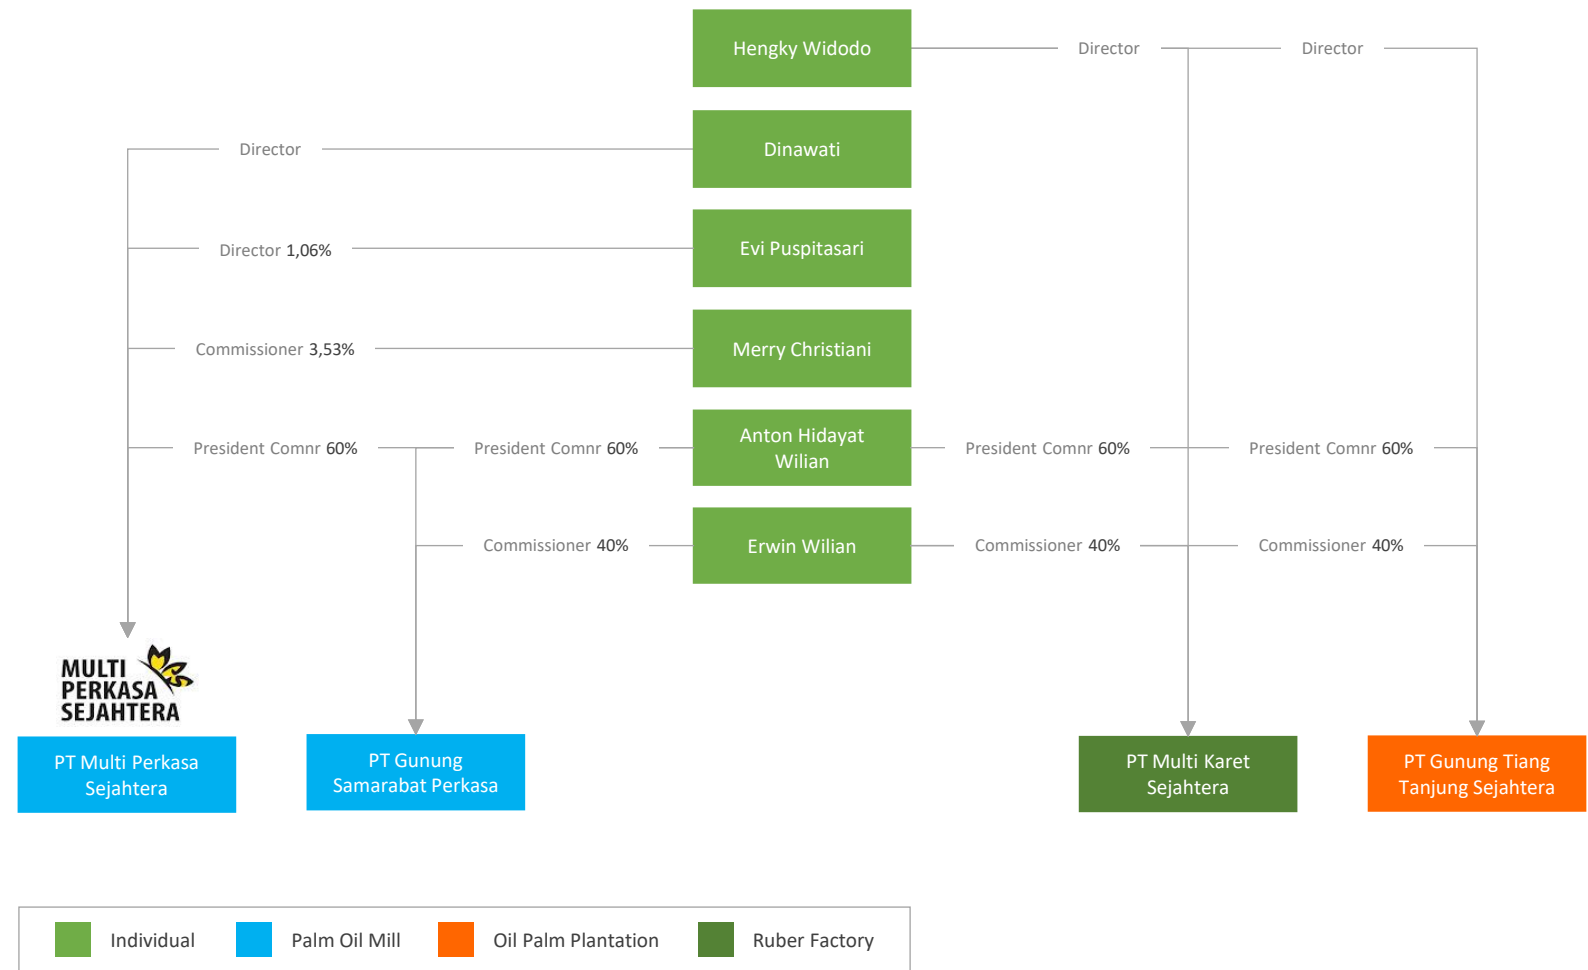 Hengky Widodo
Director
Director
Dinawati
Director
Evi Puspitasari
Director 1,06%
Merry Christiani
Commissioner 3,53%
President Comnr 60%
President Comnr 60%
Anton Hidayat
Wilian
President Comnr 60%
President Comnr 60%
Commissioner 40%
Erwin Wilian
Commissioner 40%
Commissioner 40%
MULTI
PERKASA
SEJAHTERA
PT Multi Perkasa
Sejahtera
PT Gunung
Samarabat Perkasa
PT Multi Karet
Sejahtera
PT Gunung Tiang
Tanjung Sejahtera
Individual
Palm Oil Mill
Oil Palm Plantation
Ruber Factory